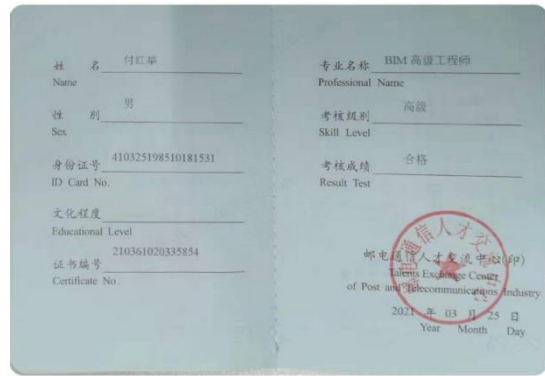 姓 名 付红军
Name
性 别 男
Sex
身份证号 410325198510181531
ID Card No.
文化程度
Educational Level
证书编号 210361020335854
Certificate No.
专业名称 BIM 高级工程师
Professional Name
考核级别 高级
Skill Level
考核成绩 合格
Result Test
邮电通信人才交流中心(印)
Talents Exchange Center
of Post and Telecommunications Industry
2021 年 03 月 25 日
Year Month Day